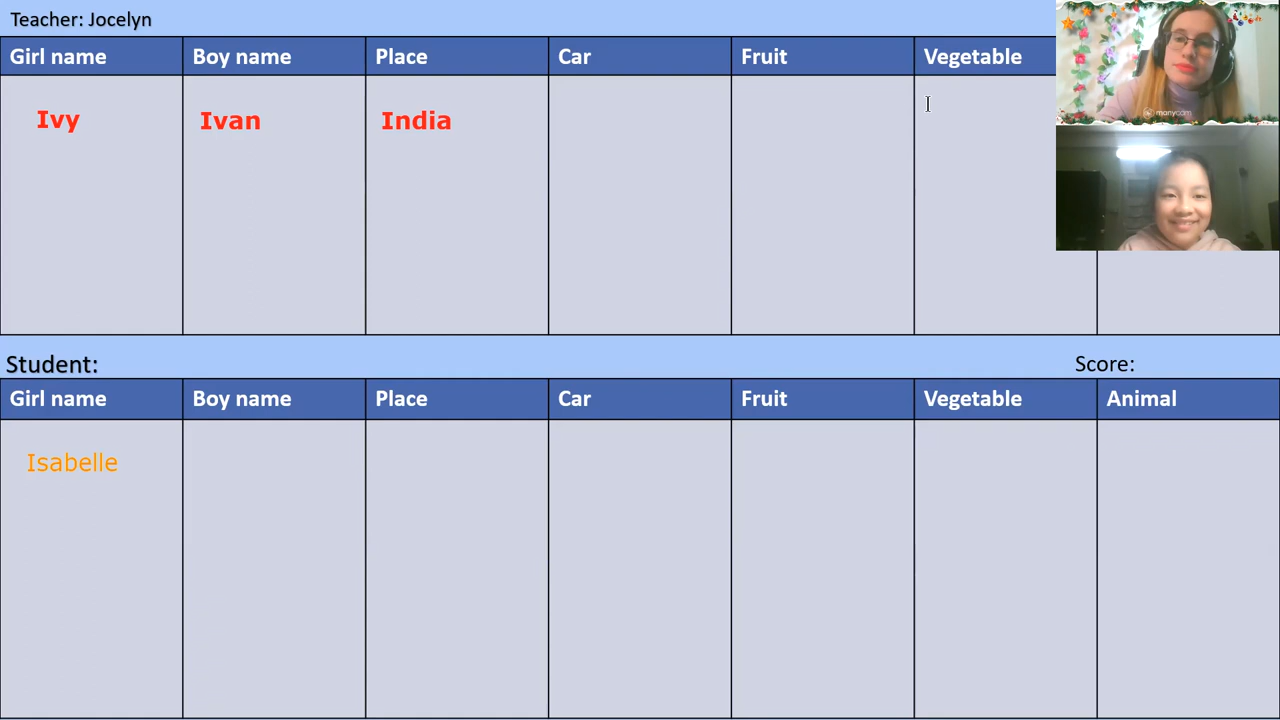 Teacher: Jocelyn
Girl name Boy name Place Car Fruit Vegetable
Ivy Ivan India
manycam
Student: Score:
Girl name Boy name Place Car Fruit Vegetable Animal
Isabelle